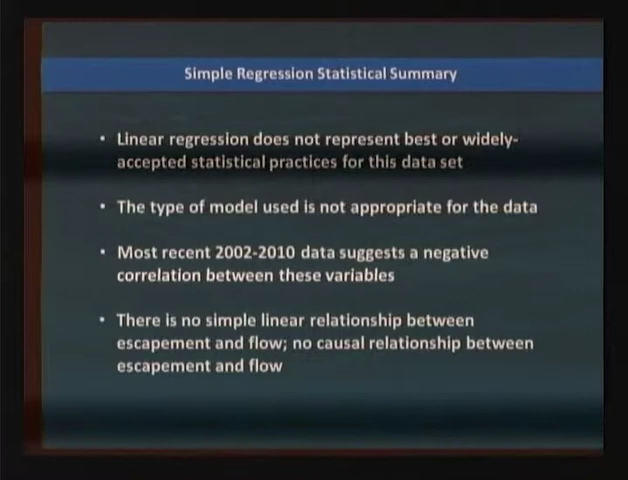 Simple Regression Statistical Summary
• Linear regression does not represent best or widely-
accepted statistical practices for this data set
• The type of model used is not appropriate for the data
• Most recent 2002-2010 data suggests a negative
correlation between these variables
• There is no simple linear relationship between
escapement and flow; no causal relationship between
escapement and flow